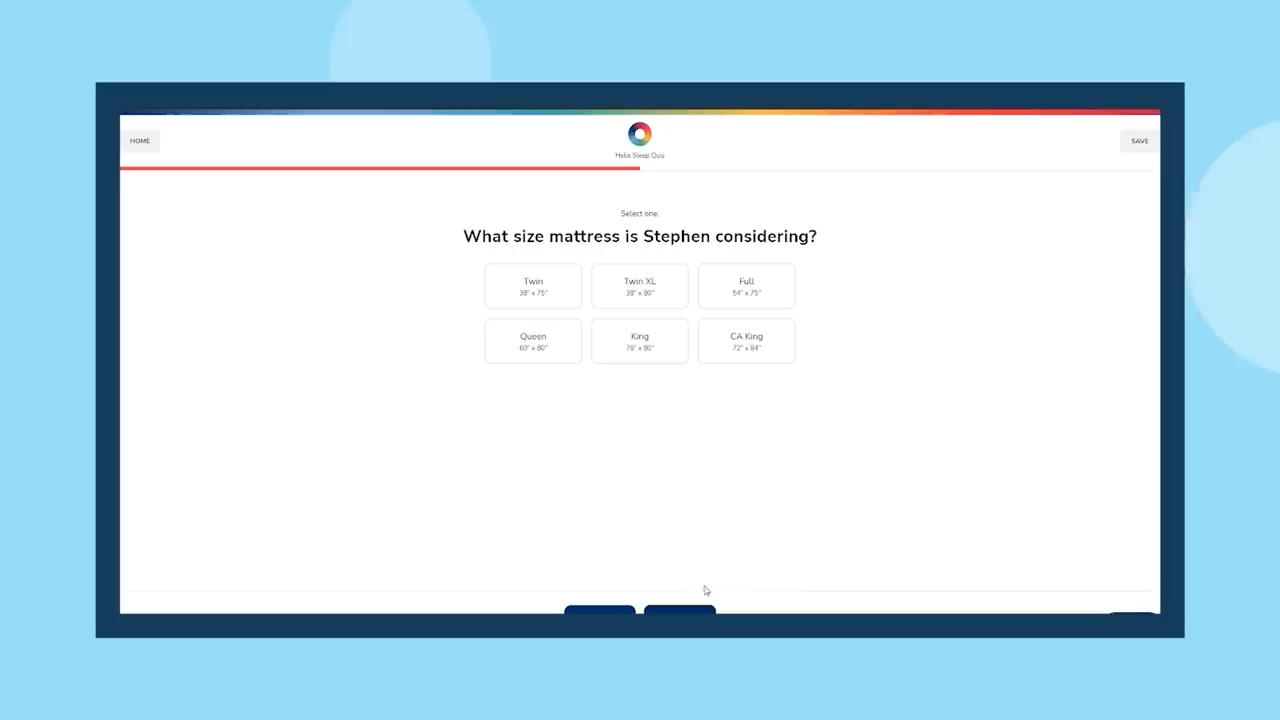 HOME
Helix Sleep Quiz
SAVE
Select one.
What size mattress is Stephen considering?
Twin
38" x 75"
Twin XL
38" x 80"
Full
54" x 75"
Queen
60" x 80"
King
76" x 80"
CA King
72" x 84"